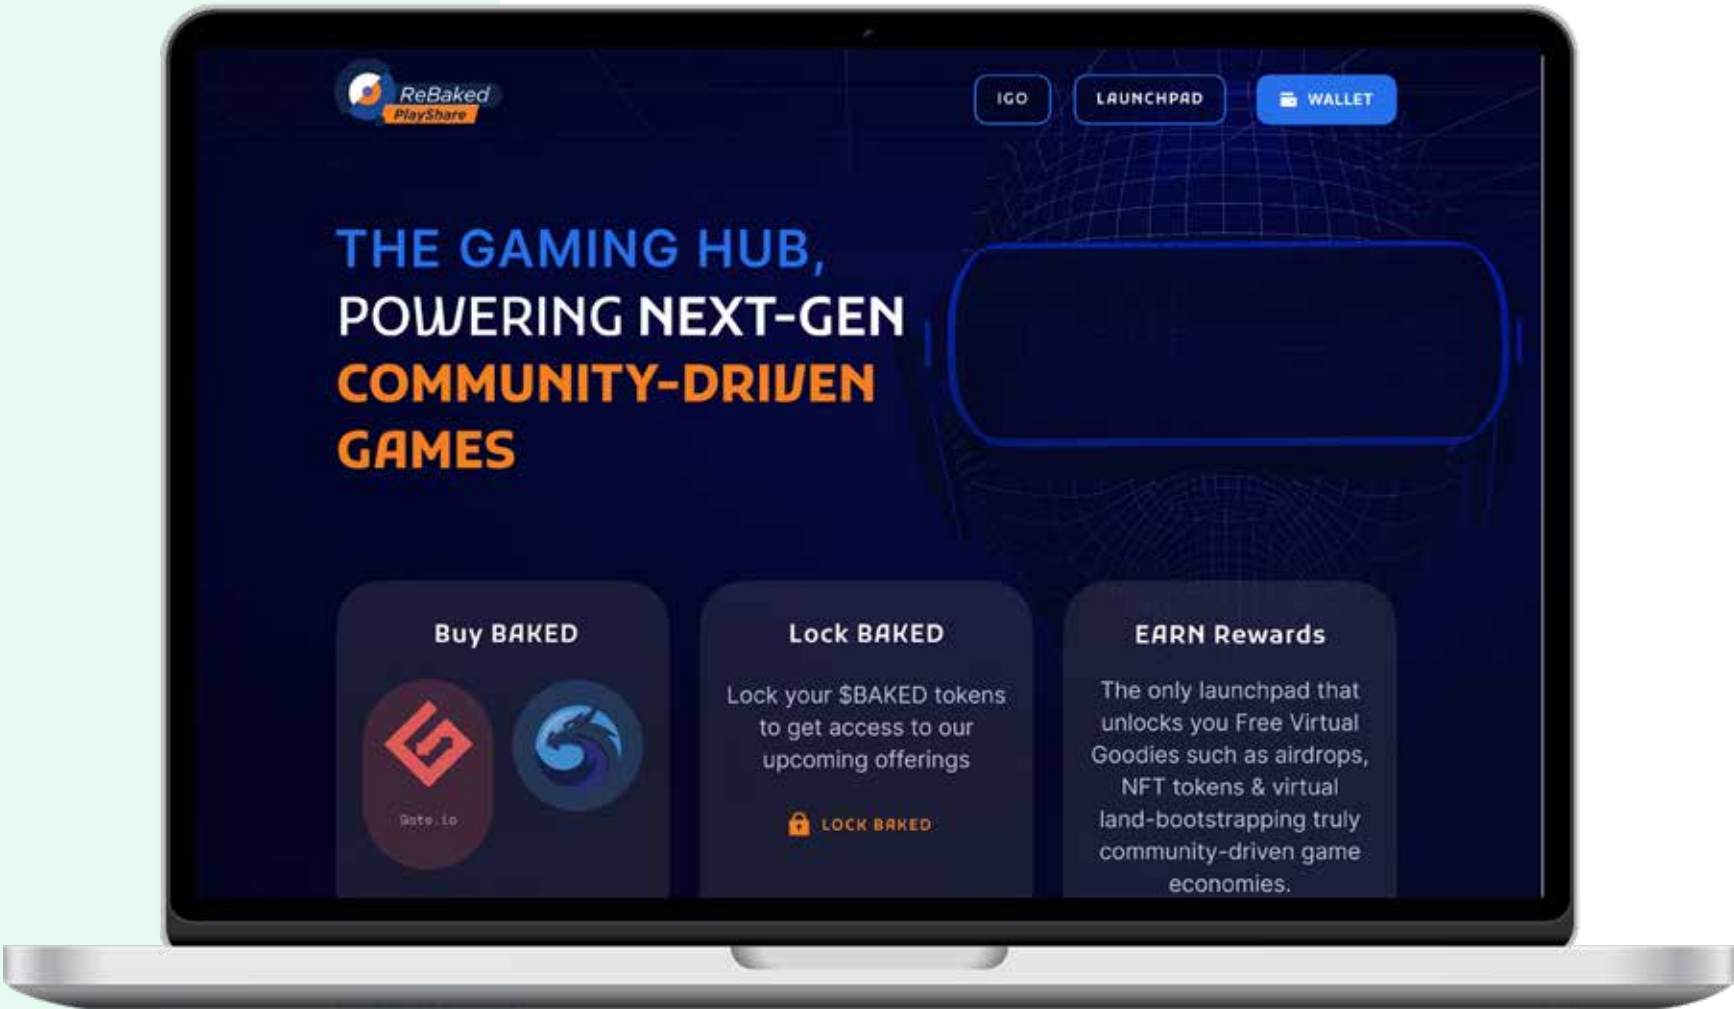 ReBaked
PlayShare
IGO
LAUNCHPAD
WALLET
THE GAMING HUB,
POWERING NEXT-GEN
COMMUNITY-DRIVEN
GAMES
Buy BAKED
Gate.io
Lock BAKED
Lock your $BAKED tokens
to get access to our
upcoming offerings
LOCK BAKED
EARN Rewards
The only launchpad that
unlocks you Free Virtual
Goodies such as airdrops,
NFT tokens & virtual
land-bootstrapping truly
community-driven game
economies.